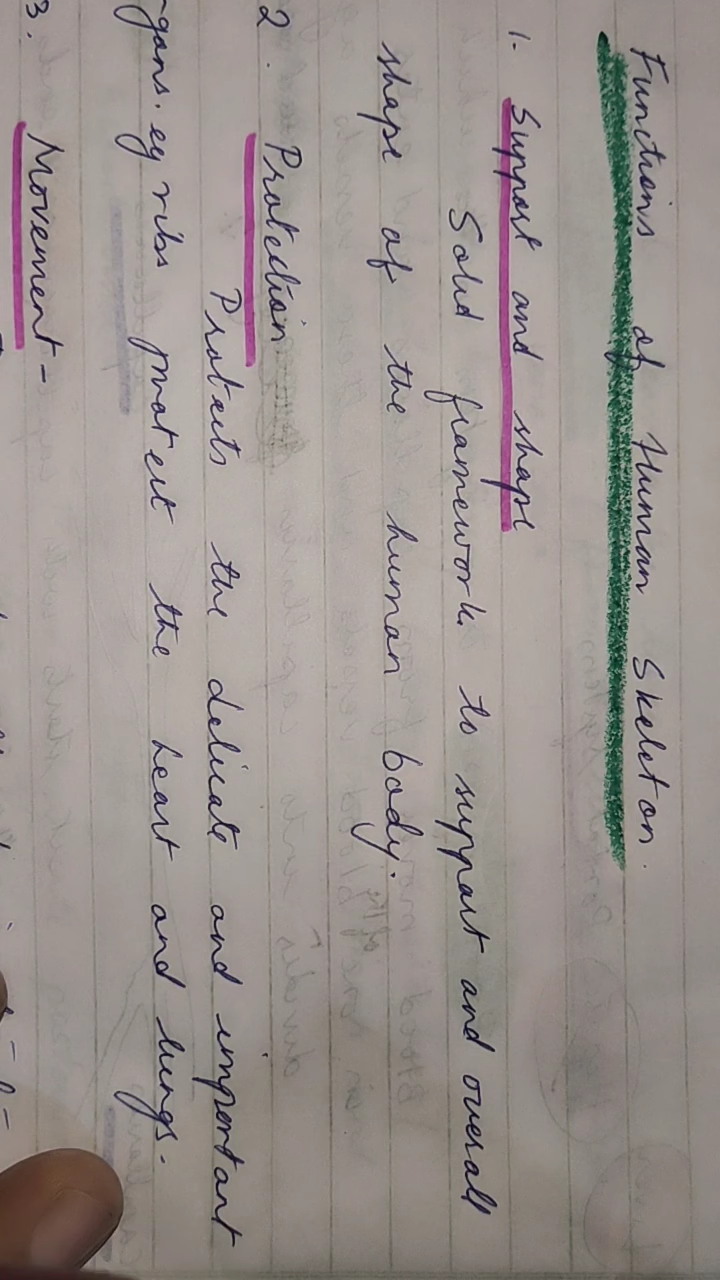 Functions of Human Skeleton.
1. Support and shape
Solid framework to support and overall
shape of the human body.
2. Protection
Protects the delicate and important
gans. eg ribs protect the heart and lungs.
3. Movement -